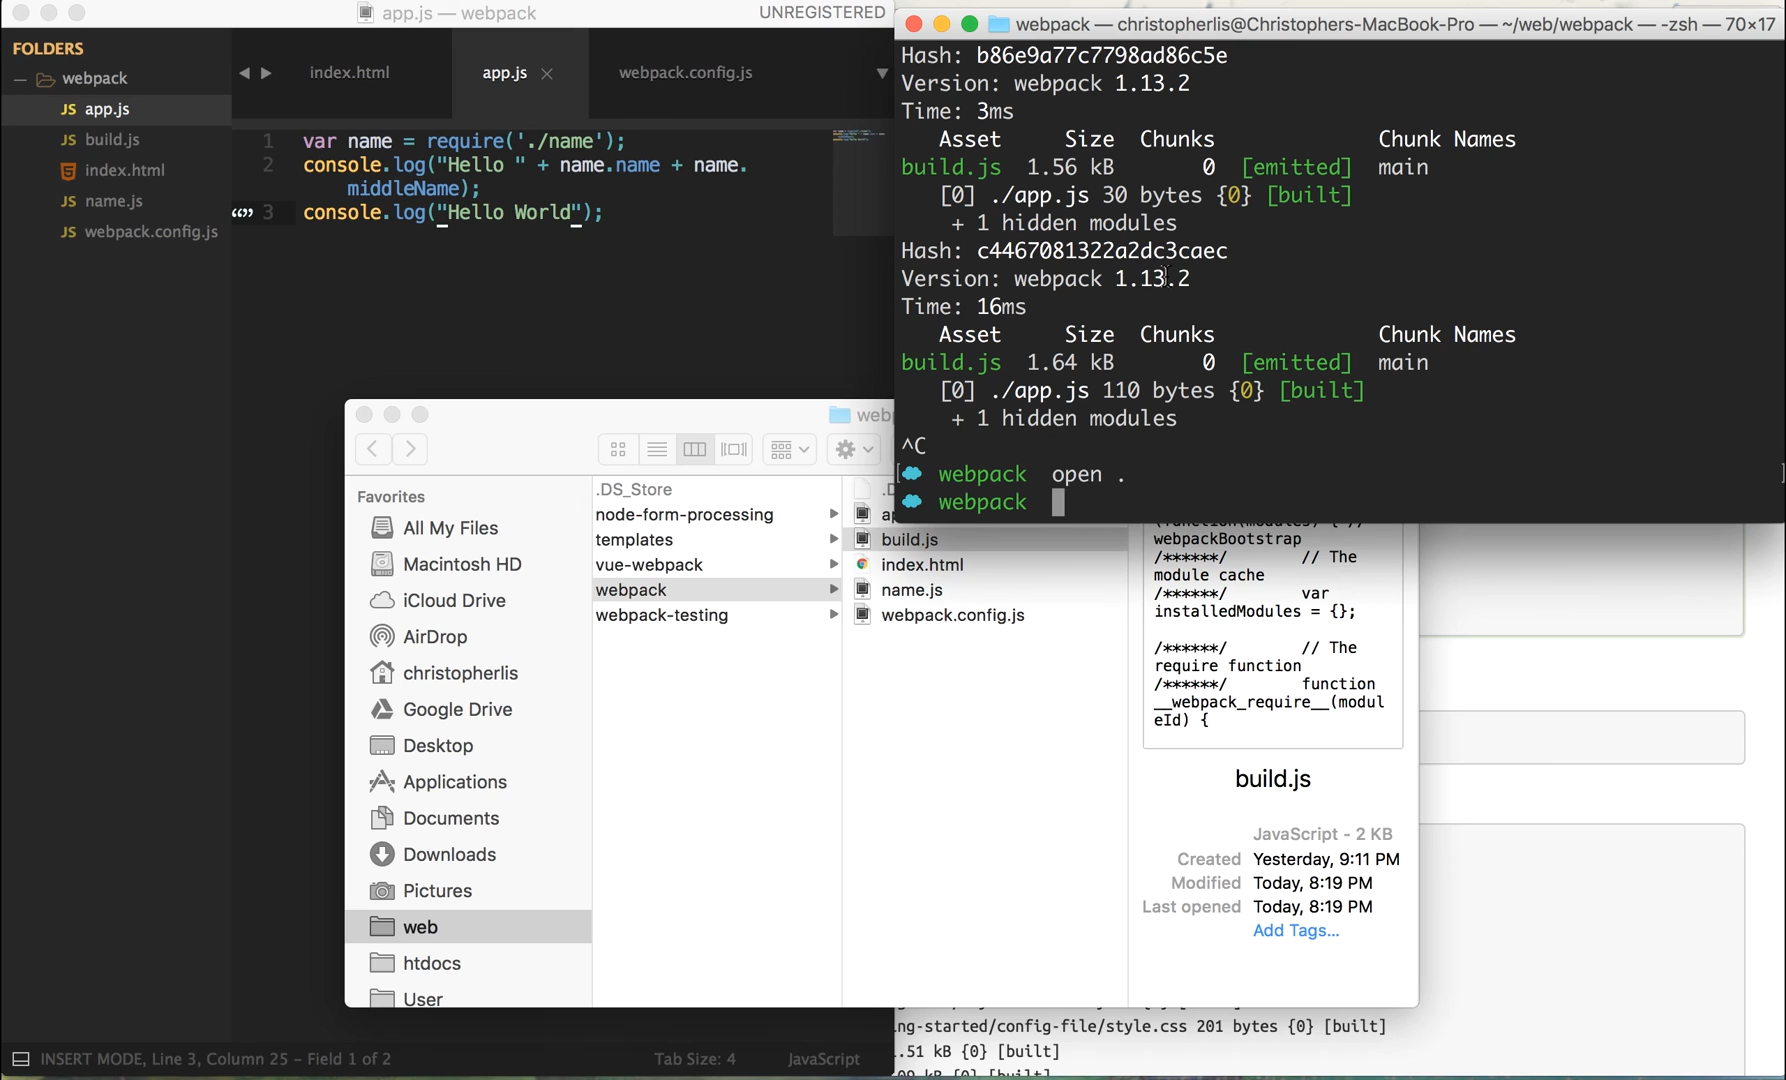 app.js — webpack
UNREGISTERED
FOLDERS
webpack
JS app.js
JS build.js
index.html
JS name.js
JS webpack.config.js
index.html
app.js
webpack.config.js
1 var name = require('./name');
2 console.log("Hello " + name.name + name.
middleName);
3 console.log("Hello World");
INSERT MODE, Line 3, Column 25 – Field 1 of 2
Tab Size: 4
JavaScript
webpack — christopherlis@Christophers-MacBook-Pro — ~/web/webpack — -zsh — 70×17
Hash: b86e9a77c7798ad86c5e
Version: webpack 1.13.2
Time: 3ms
Asset Size Chunks Chunk Names
build.js 1.56 kB 0 [emitted] main
[0] ./app.js 30 bytes {0} [built]
+ 1 hidden modules
Hash: c4467081322a2dc3caec
Version: webpack 1.13.2
Time: 16ms
Asset Size Chunks Chunk Names
build.js 1.64 kB 0 [emitted] main
[0] ./app.js 110 bytes {0} [built]
+ 1 hidden modules
^C
webpack open .
webpack
Favorites
All My Files
Macintosh HD
iCloud Drive
AirDrop
christopherlis
Google Drive
Desktop
Applications
Documents
Downloads
Pictures
web
htdocs
User
.DS_Store
node-form-processing
templates
vue-webpack
webpack
webpack-testing
build.js
index.html
name.js
webpack.config.js
(function(modules) { //
webpackBootstrap
/******/ // The
module cache
/******/ var
installedModules = {};
/******/ // The
require function
/******/ function
__webpack_require__(modul
eId) {
build.js
JavaScript - 2 KB
Created Yesterday, 9:11 PM
Modified Today, 8:19 PM
Last opened Today, 8:19 PM
Add Tags...
ng-started/config-file/style.css 201 bytes {0} [built]
.51 kB {0} [built]